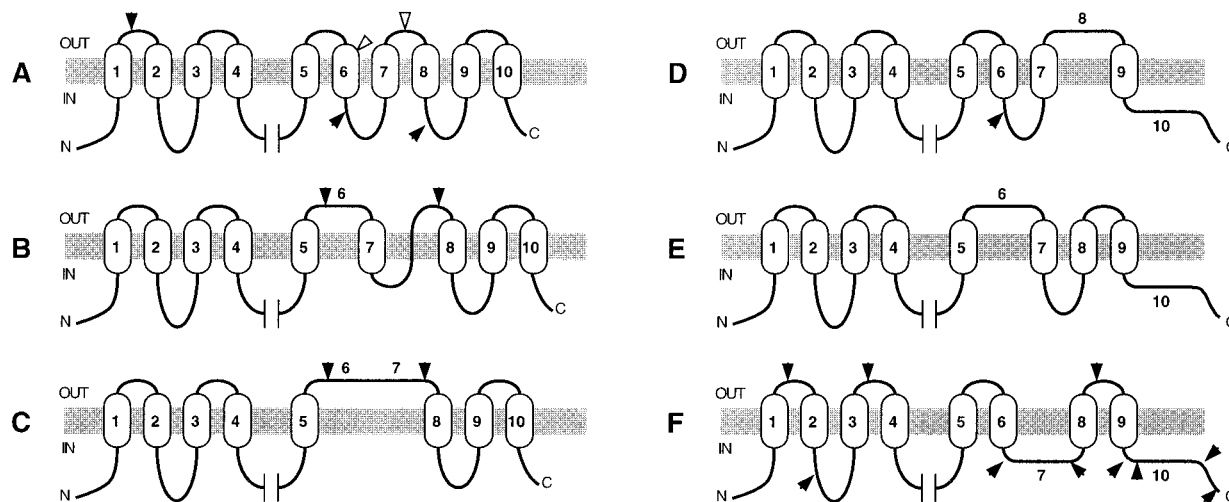 OUT
A 1 2 3 4 5 6 7 8 9 10
IN
N C
6
OUT
B 1 2 3 4 5 7 8 9 10
IN
N C
6 7
OUT
C 1 2 3 4 5 8 9 10
IN
N C
8
OUT
D 1 2 3 4 5 6 7 9
IN
10
N
6
OUT
E 1 2 3 4 5 7 8 9
IN
10
N
OUT
F 1 2 3 4 5 6 8 9
IN
7 10
N